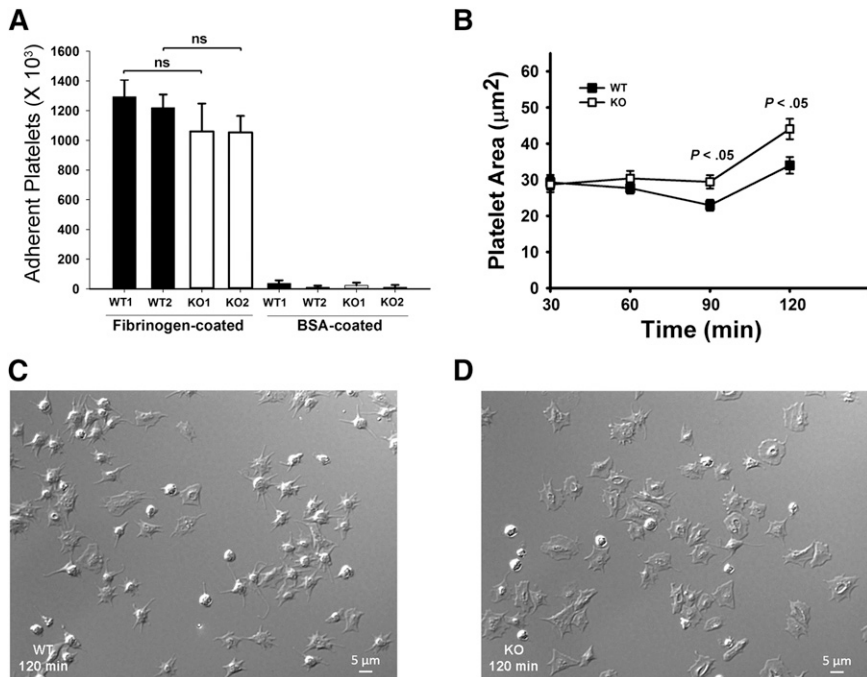 A
Adherent Platelets (X 10³)
1600
1400
1200
1000
800
600
400
200
0
ns
ns
WT1 WT2 KO1 KO2 WT1 WT2 KO1 KO2
Fibrinogen-coated BSA-coated
B
Platelet Area (μm²)
60
50
40
30
20
10
0
WT
KO
P < .05
P < .05
30 60 90 120
Time (min)
C
WT
120 min
5 μm
D
KO
120 min
5 μm